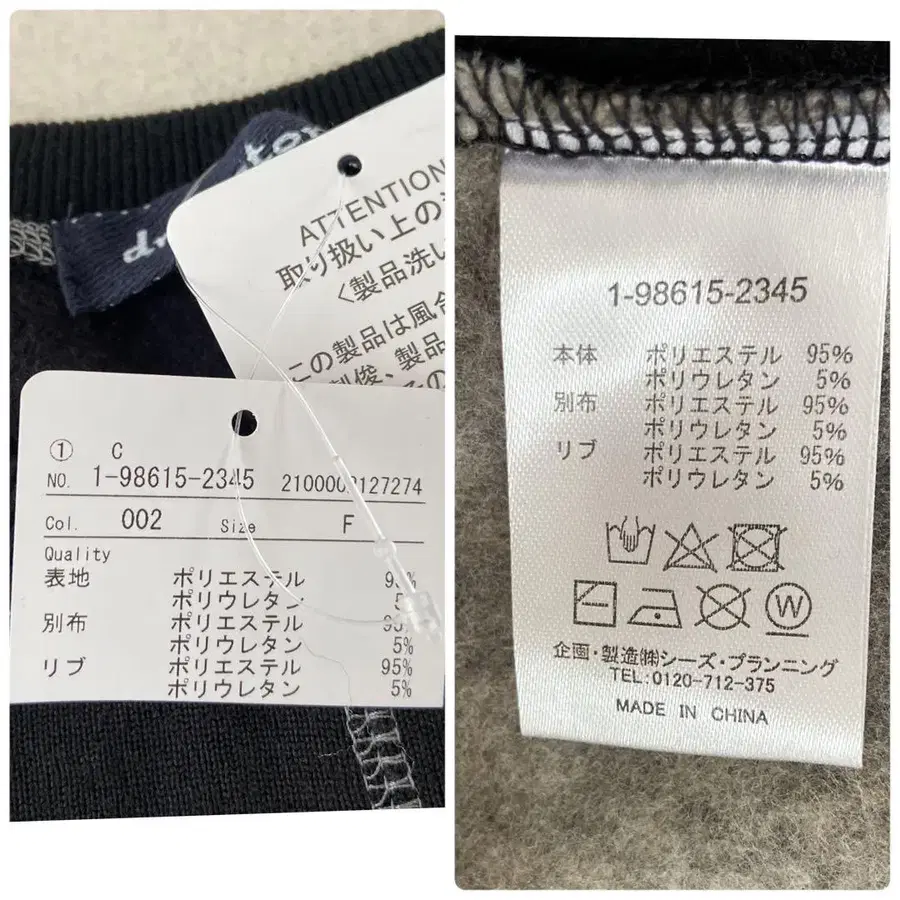 ATTENTION
取り扱い上の
〈製品洗い
この製品は風合
製品
① C
NO. 1-98615-2345
Col. 002 Size F
Quality
表地 ポリエステル
ポリウレタン
別布 ポリエステル 95%
ポリウレタン 5%
リブ ポリエステル 95%
ポリウレタン 5%
1-98615-2345
本体 ポリエステル 95%
ポリウレタン 5%
別布 ポリエステル 95%
ポリウレタン 5%
リブ ポリエステル 95%
ポリウレタン 5%
W
企画・製造㈱シーズ・プランニング
TEL:0120-712-375
MADE IN CHINA